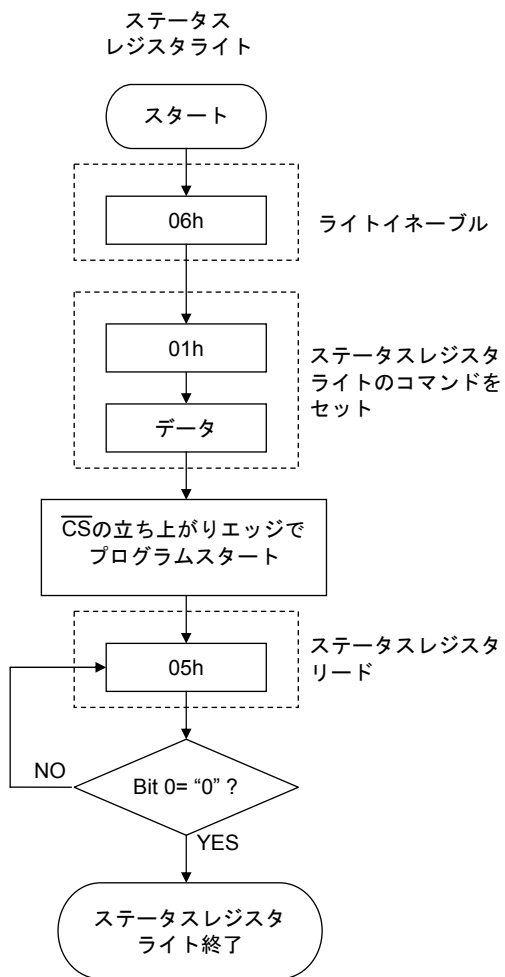 ステータス
レジスタライト
スタート
06h
ライトイネーブル
01h
ステータスレジスタ
ライトのコマンドを
セット
データ
C̅S̅の立ち上がりエッジで
プログラムスタート
ステータスレジスタ
リード
05h
NO
Bit 0= “0” ?
YES
ステータスレジスタ
ライト終了